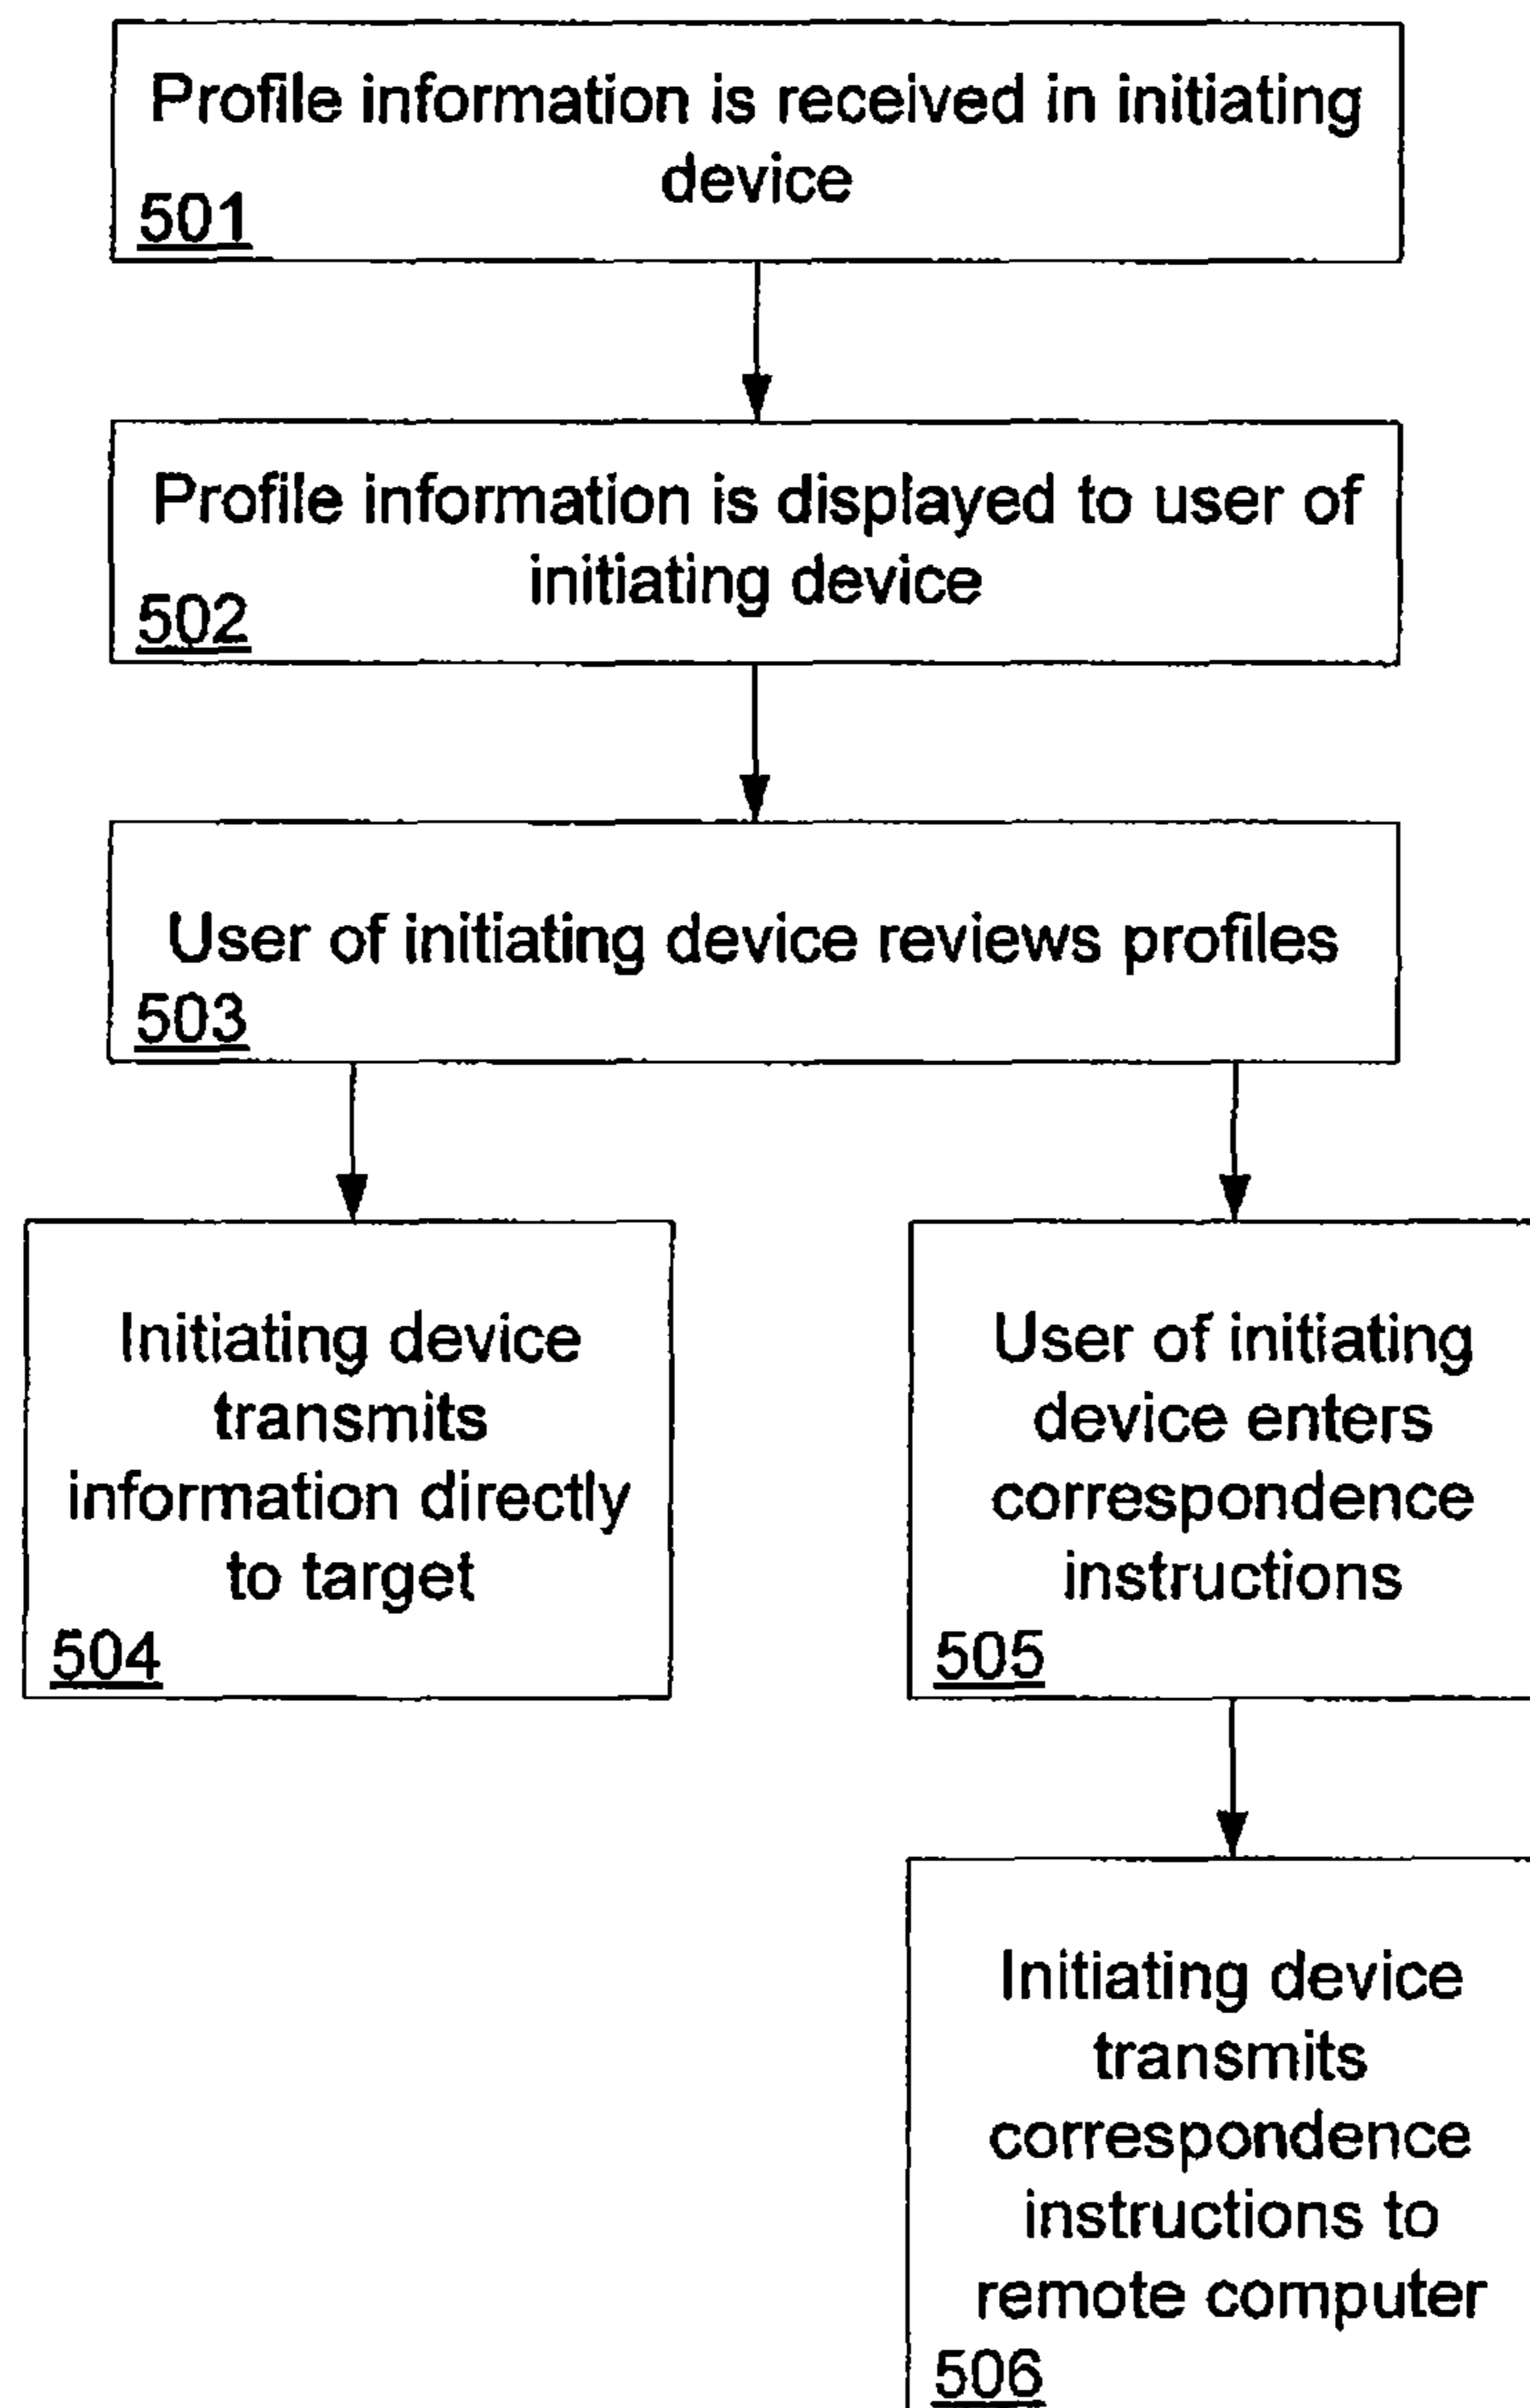 Profile information is received in initiating
device
501
Profile information is displayed to user of
initiating device
502
User of initiating device reviews profiles
503
Initiating device
transmits
information directly
to target
504
User of initiating
device enters
correspondence
instructions
505
Initiating device
transmits
correspondence
instructions to
remote computer
506